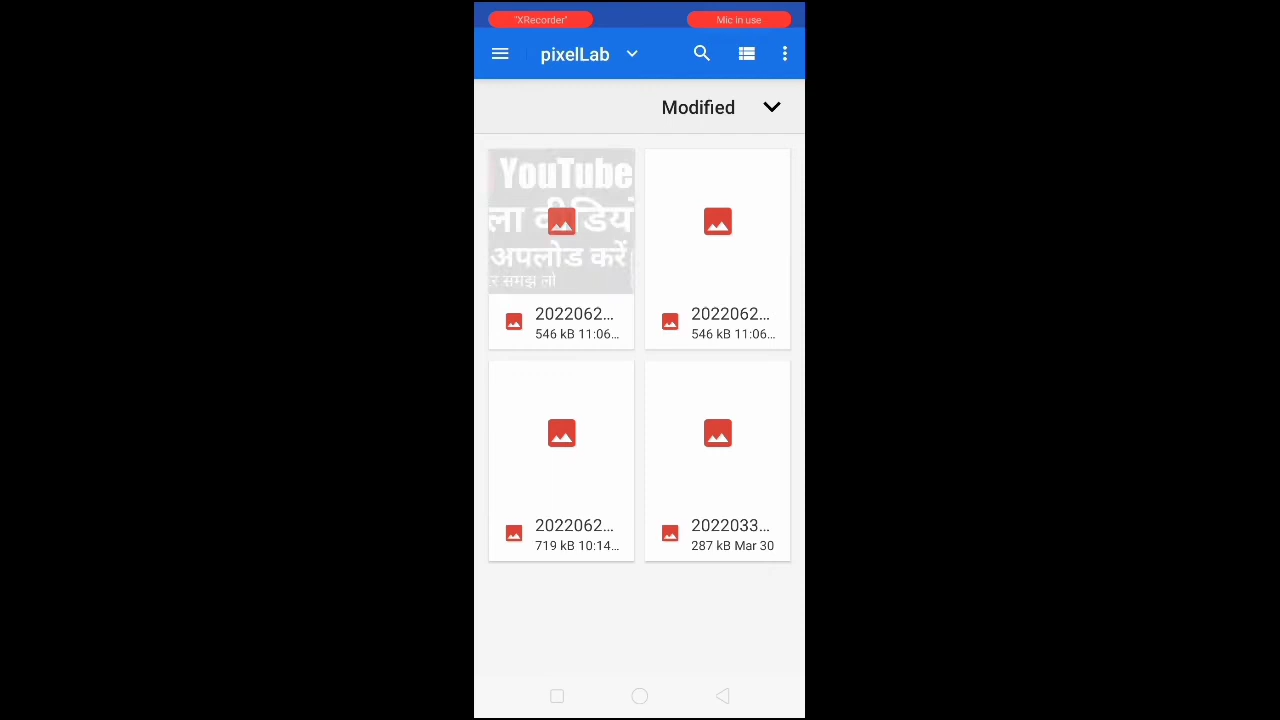 "XRecorder"
Mic in use
pixelLab
Modified
YouTube
ला वीडियो
अपलोड करें
र समझ लो
2022062...
546 kB 11:06...
2022062...
546 kB 11:06...
2022062...
719 kB 10:14...
2022033...
287 kB Mar 30